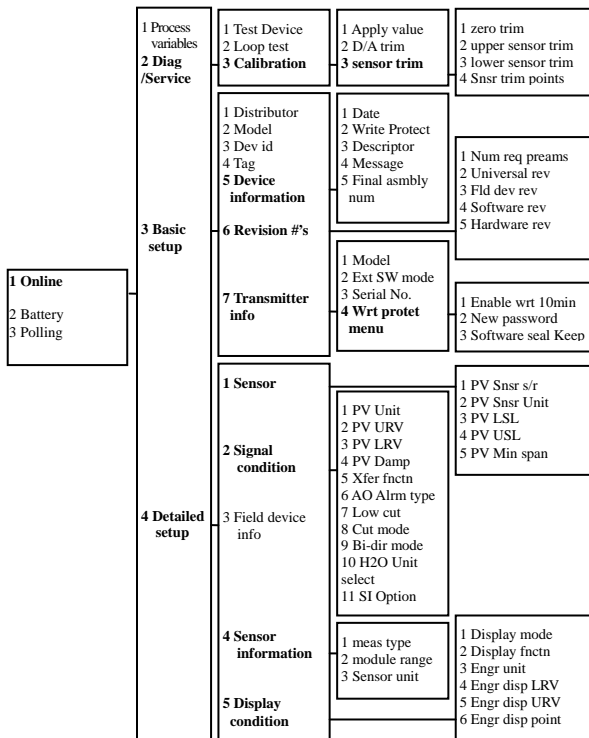 1 Online
2 Battery
3 Polling
1 Process
variables
2 Diag
/Service
3 Basic
setup
4 Detailed
setup
1 Test Device
2 Loop test
3 Calibration
1 Apply value
2 D/A trim
3 sensor trim
1 zero trim
2 upper sensor trim
3 lower sensor trim
4 Snsr trim points
1 Distributor
2 Model
3 Dev id
4 Tag
5 Device
information
6 Revision #'s
7 Transmitter
info
1 Date
2 Write Protect
3 Descriptor
4 Message
5 Final asmbly
num
1 Num req preams
2 Universal rev
3 Fld dev rev
4 Software rev
5 Hardware rev
1 Model
2 Ext SW mode
3 Serial No.
4 Wrt protet
menu
1 Enable wrt 10min
2 New password
3 Software seal Keep
1 Sensor
2 Signal
condition
3 Field device
info
4 Sensor
information
5 Display
condition
1 PV Snsr s/r
2 PV Snsr Unit
3 PV LSL
4 PV USL
5 PV Min span
1 PV Unit
2 PV URV
3 PV LRV
4 PV Damp
5 Xfer fnctn
6 AO Alrm type
7 Low cut
8 Cut mode
9 Bi-dir mode
10 H2O Unit
select
11 SI Option
1 meas type
2 module range
3 Sensor unit
1 Display mode
2 Display fnctn
3 Engr unit
4 Engr disp LRV
5 Engr disp URV
6 Engr disp point